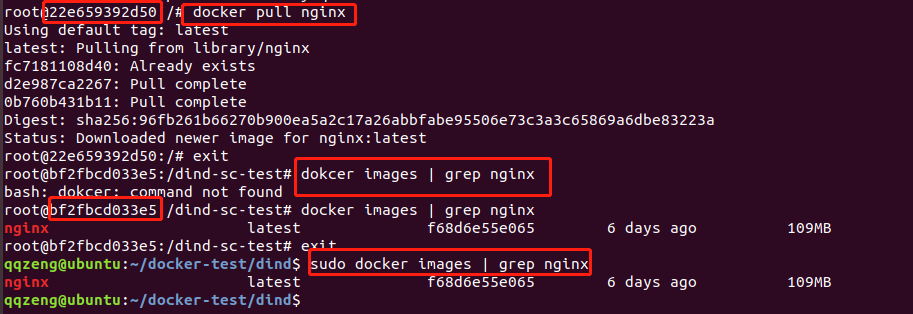 root@22e659392d50 /# docker pull nginx
Using default tag: latest
latest: Pulling from library/nginx
fc7181108d40: Already exists
d2e987ca2267: Pull complete
0b760b431b11: Pull complete
Digest: sha256:96fb261b66270b900ea5a2c17a26abbfabe95506e73c3a3c65869a6dbe83223a
Status: Downloaded newer image for nginx:latest
root@22e659392d50:/# exit
root@bf2fbcd033e5:/dind-sc-test# dokcer images | grep nginx
bash: dokcer: command not found
root@bf2fbcd033e5 /dind-sc-test# docker images | grep nginx
nginx latest f68d6e55e065 6 days ago 109MB
root@bf2fbcd033e5:/dind-sc-test# exit
qqzeng@ubuntu:~/docker-test/dind$ sudo docker images | grep nginx
nginx latest f68d6e55e065 6 days ago 109MB
qqzeng@ubuntu:~/docker-test/dind$